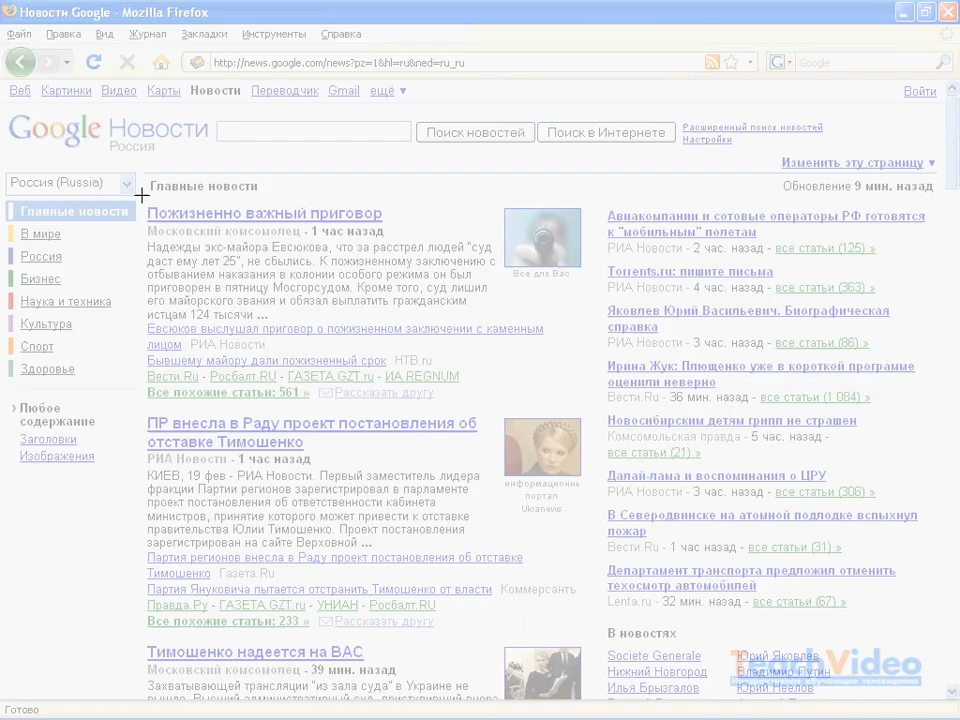 Новости Google - Mozilla Firefox
Файл Правка Вид Журнал Закладки Инструменты Справка
http://news.google.com/news?pz=1&hl=ru&ned=ru_ru
Google
Веб Картинки Видео Карты Новости Переводчик Gmail ещё ▼
Войти
Google Новости
Россия
Поиск новостей
Поиск в Интернете
Расширенный поиск новостей
Настройки
Изменить эту страницу ▼
Россия (Russia)
Главные новости
Обновление 9 мин. назад
Главные новости
В мире
Россия
Бизнес
Наука и техника
Культура
Спорт
Здоровье
› Любое
содержание
Заголовки
Изображения
Пожизненно важный приговор
Московский комсомолец - 1 час назад
Надежды экс-майора Евсюкова, что за расстрел людей "суд
даст ему лет 25", не сбылись. К пожизненному заключению с
отбыванием наказания в колонии особого режима он был
приговорен в пятницу Мосгорсудом. Кроме того, суд лишил
его майорского звания и обязал выплатить гражданским
истцам 124 тысячи ...
Евсюков выслушал приговор о пожизненном заключении с каменным
лицом РИА Новости
Бывшему майору дали пожизненный срок НТВ.ru
Вести.Ru - Росбалт.RU - ГАЗЕТА.GZT.ru - ИА REGNUM
Все похожие статьи: 561 » Рассказать другу
Все для Вас
ПР внесла в Раду проект постановления об
отставке Тимошенко
РИА Новости - 1 час назад
КИЕВ, 19 фев - РИА Новости. Первый заместитель лидера
фракции Партии регионов зарегистрировал в парламенте
проект постановления об ответственности кабинета
министров, принятие которого может привести к отставке
правительства Юлии Тимошенко. Проект постановления
зарегистрирован на сайте Верховной ...
Партия регионов внесла в Раду проект постановления об отставке
Тимошенко Газета.Ru
Партия Януковича пытается отстранить Тимошенко от власти Коммерсантъ
Правда.Ру - ГАЗЕТА.GZT.ru - УНИАН - Росбалт.RU
Все похожие статьи: 233 » Рассказать другу
информационн
портал
Ukranews
Тимошенко надеется на ВАС
Московский комсомолец - 39 мин. назад
Захватывающей трансляции "из зала суда" в Украине не
Авиакомпании и сотовые операторы РФ готовятся
к "мобильным" полетам
РИА Новости - 2 час. назад - все статьи (125) »
Torrents.ru: пишите письма
РИА Новости - 4 час. назад - все статьи (363) »
Яковлев Юрий Васильевич. Биографическая
справка
РИА Новости - 3 час. назад - все статьи (86) »
Ирина Жук: Плющенко уже в короткой программе
оценили неверно
Вести.Ru - 36 мин. назад - все статьи (1 084) »
Новосибирским детям грипп не страшен
Комсомольская правда - 5 час. назад -
все статьи (21) »
Далай-лама и воспоминания о ЦРУ
РИА Новости - 3 час. назад - все статьи (306) »
В Северодвинске на атомной подлодке вспыхнул
пожар
Вести.Ru - 1 час назад - все статьи (31) »
Департамент транспорта предложил отменить
техосмотр автомобилей
Lenta.ru - 32 мин. назад - все статьи (67) »
В новостях
Societe Generale Юрий Яковлев
Нижний Новгород Владимир Путин
Илья Брызгалов Юрий Неелов
TeachVideo
Готово